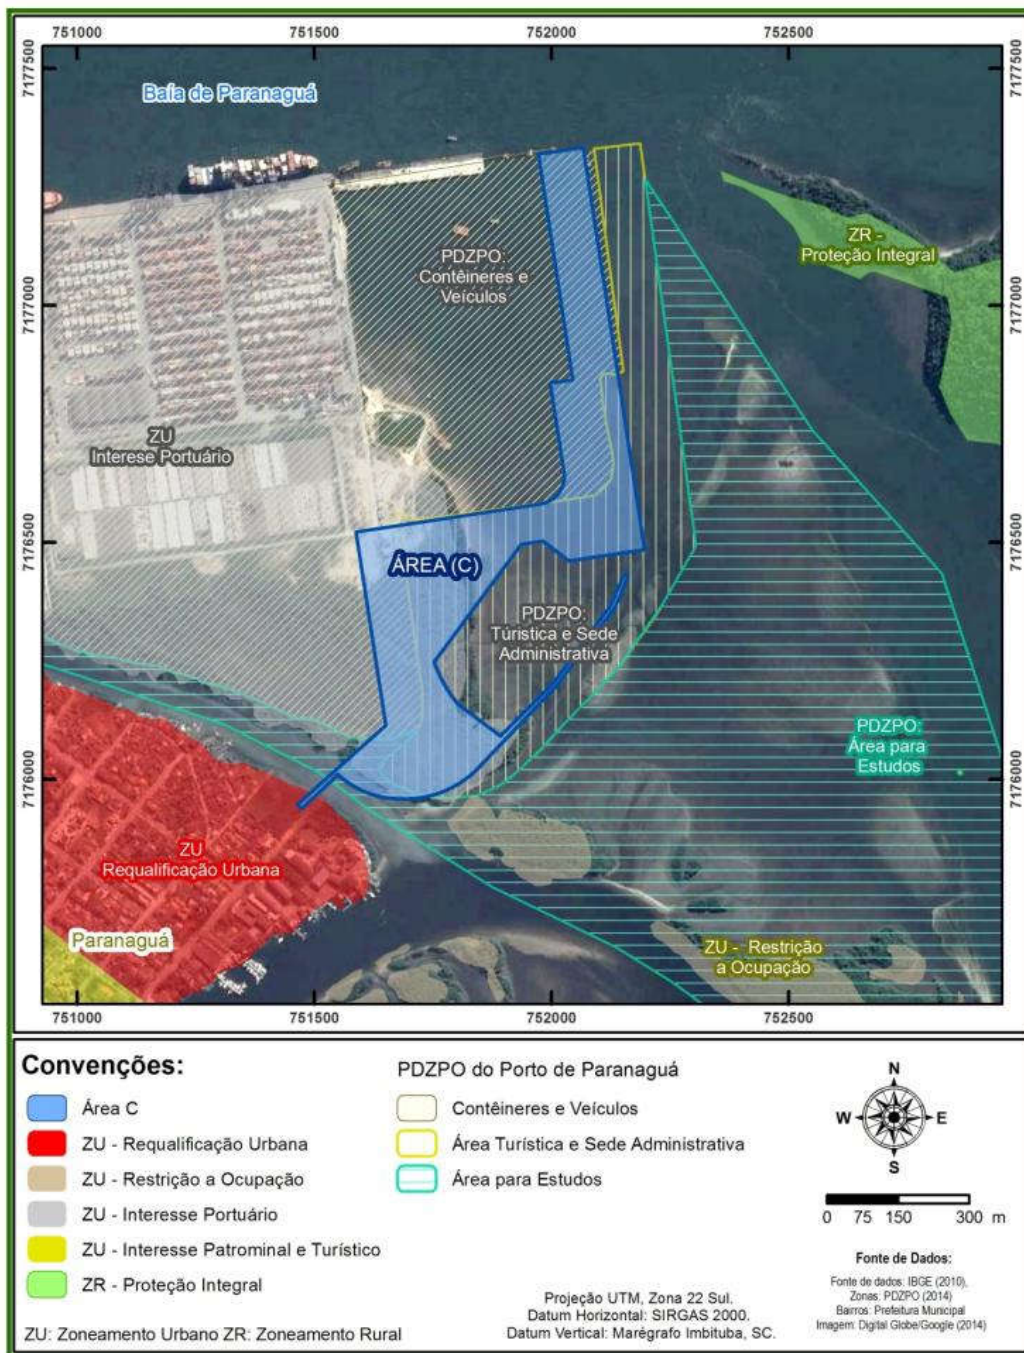 751000 751500 752000 752500
7177500 7177500
Baía de Paranaguá
ZR -
Proteção Integral
PDZPO:
Contêineres e
Veículos
7177000 7177000
ZU
Interese Portuário
7176500 7176500
ÁREA (C)
PDZPO:
Túristica e Sede
Administrativa
PDZPO:
Área para
Estudos
7176000 7176000
ZU
Requalificação Urbana
Paranaguá
ZU - Restrição
a Ocupação
751000 751500 752000 752500
Convenções:
Área C
ZU - Requalificação Urbana
ZU - Restrição a Ocupação
ZU - Interesse Portuário
ZU - Interesse Patrominal e Turístico
ZR - Proteção Integral
ZU: Zoneamento Urbano ZR: Zoneamento Rural
PDZPO do Porto de Paranaguá
Contêineres e Veículos
Área Turística e Sede Administrativa
Área para Estudos
Projeção UTM, Zona 22 Sul.
Datum Horizontal: SIRGAS 2000.
Datum Vertical: Marégrafo Imbituba, SC.
N
W E
S
0 75 150 300 m
Fonte de Dados:
Fonte de dados: IBGE (2010),
Zonas: PDZPO (2014)
Bairros: Prefeitura Municipal
Imagem: Digital Globe/Google (2014)